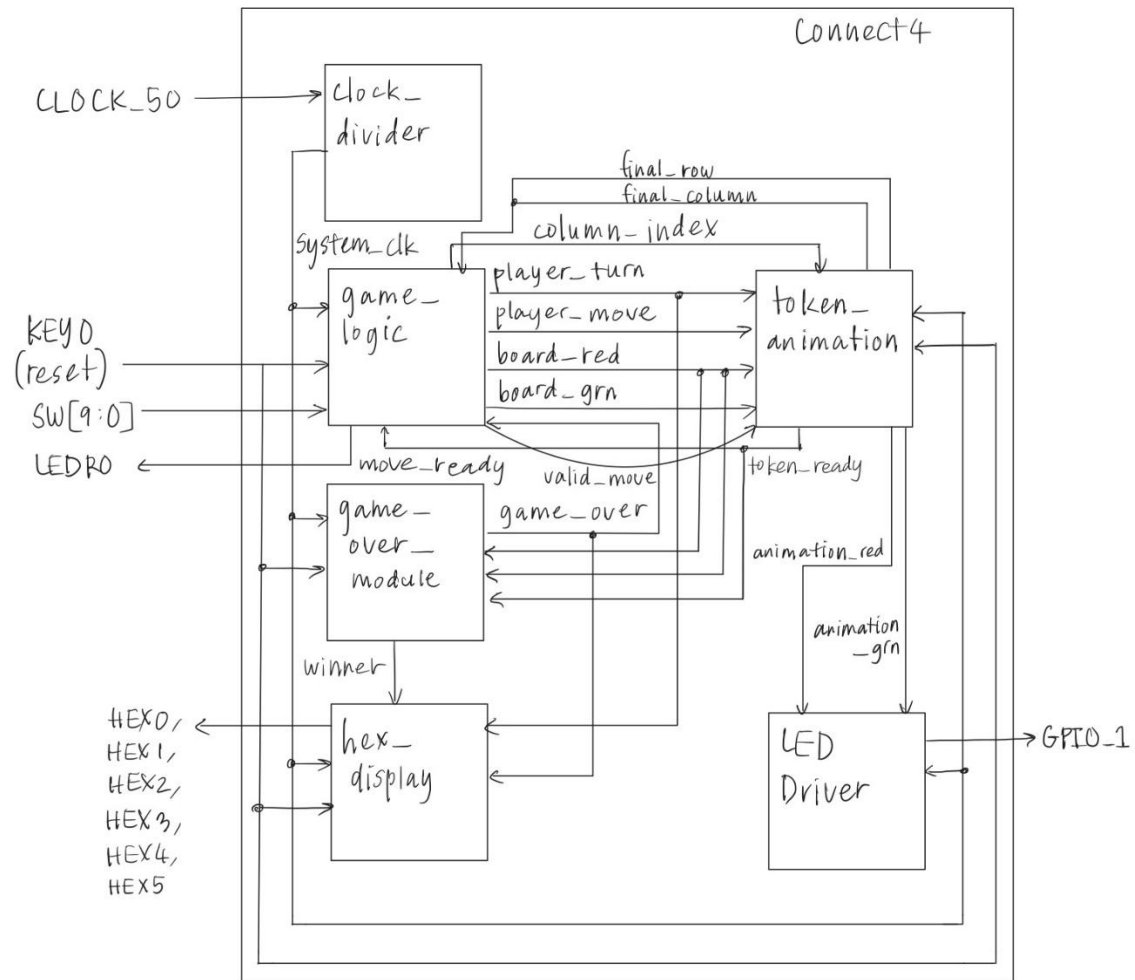 Connect4
CLOCK_50
clock_
divider
final_row
final_column
column_index
system_clk
player_turn
game_
logic
token_
animation
player_move
KEY0
(reset)
board_red
board_grn
SW[9:0]
LEDR0
move_ready
valid_move
token_ready
game_
over_
module
game_over
animation_red
animation
_grn
winner
HEX0,
HEX1,
HEX2,
HEX3,
HEX4,
HEX5
hex_
display
LED
Driver
GPIO_1